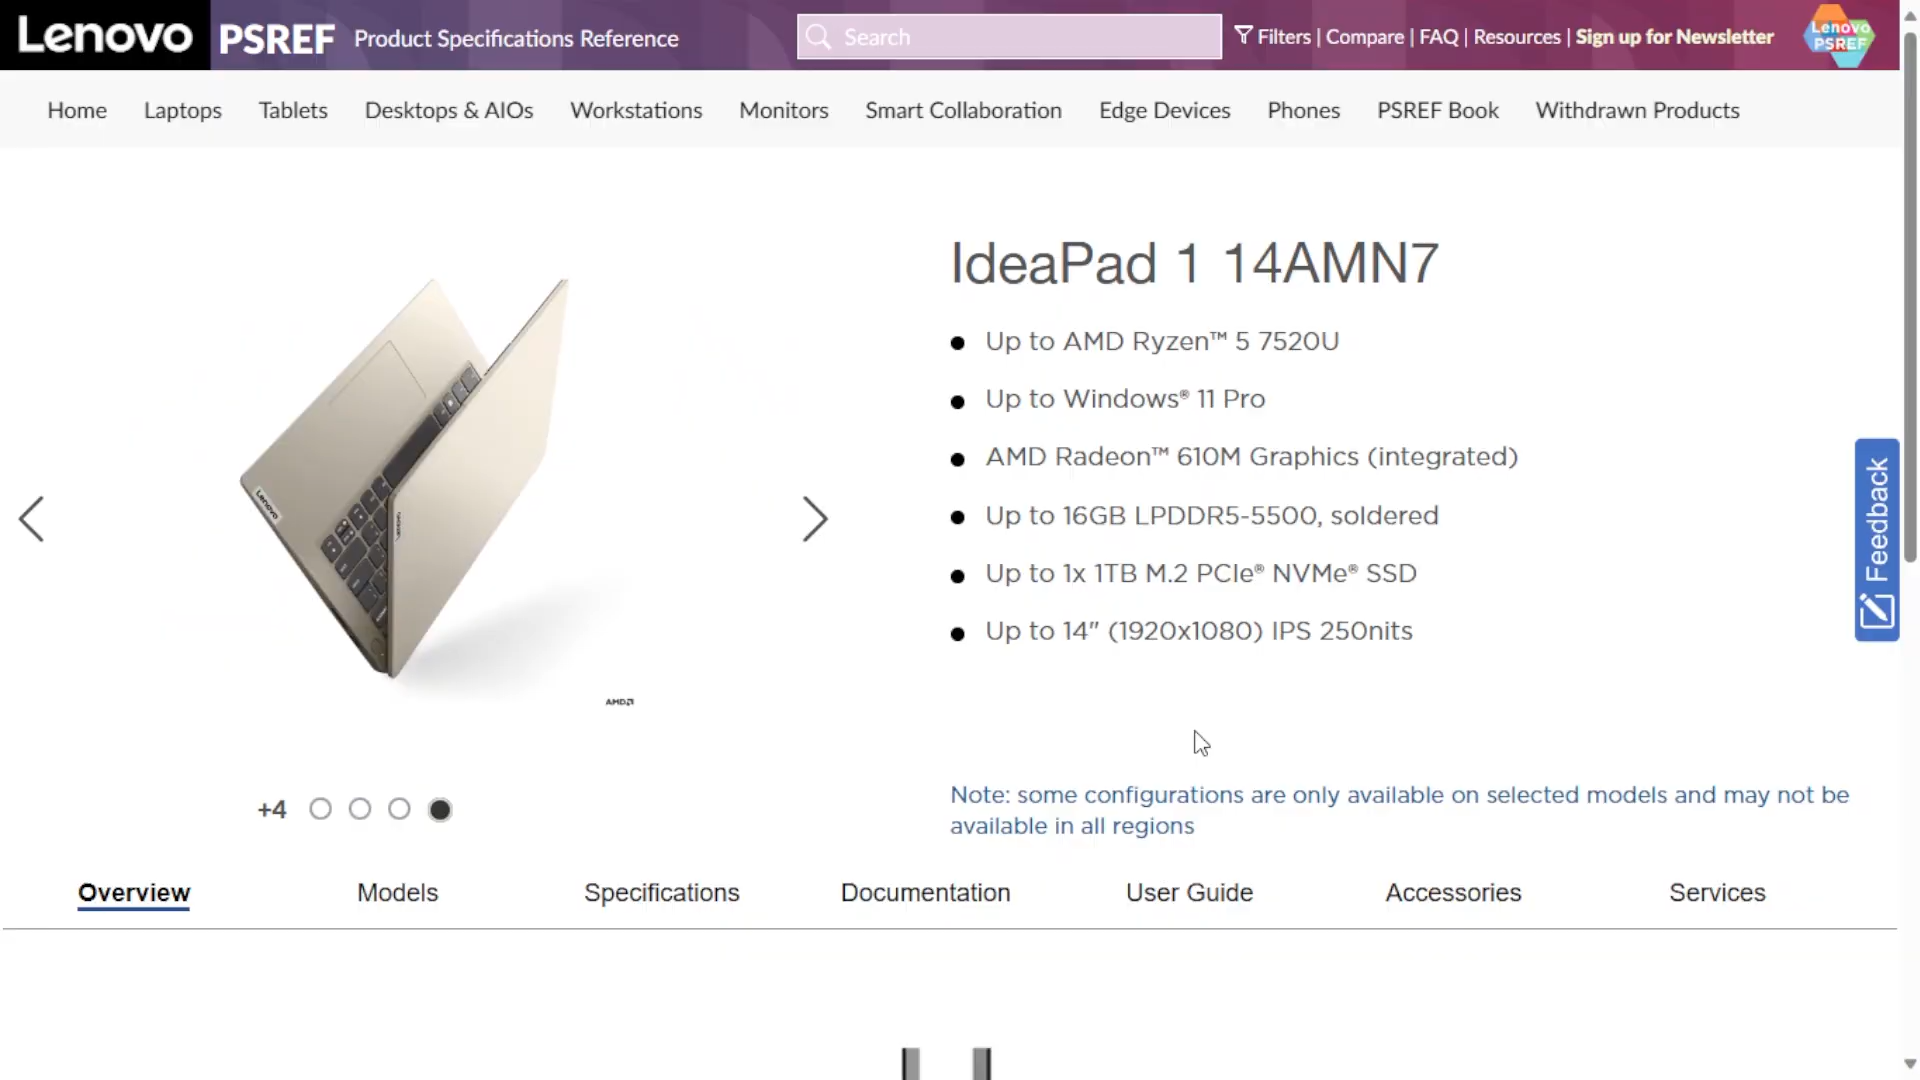 Lenovo PSREF Product Specifications Reference Search Filters | Compare | FAQ | Resources | Sign up for Newsletter Lenovo PSREF
Home Laptops Tablets Desktops & AIOs Workstations Monitors Smart Collaboration Edge Devices Phones PSREF Book Withdrawn Products
IdeaPad 1 14AMN7
Up to AMD Ryzen™ 5 7520U
Up to Windows® 11 Pro
AMD Radeon™ 610M Graphics (integrated)
Up to 16GB LPDDR5-5500, soldered
Up to 1x 1TB M.2 PCIe® NVMe® SSD
Up to 14" (1920x1080) IPS 250nits
Lenovo
Lenovo
AMD
Feedback
+4
Note: some configurations are only available on selected models and may not be
available in all regions
Overview Models Specifications Documentation User Guide Accessories Services